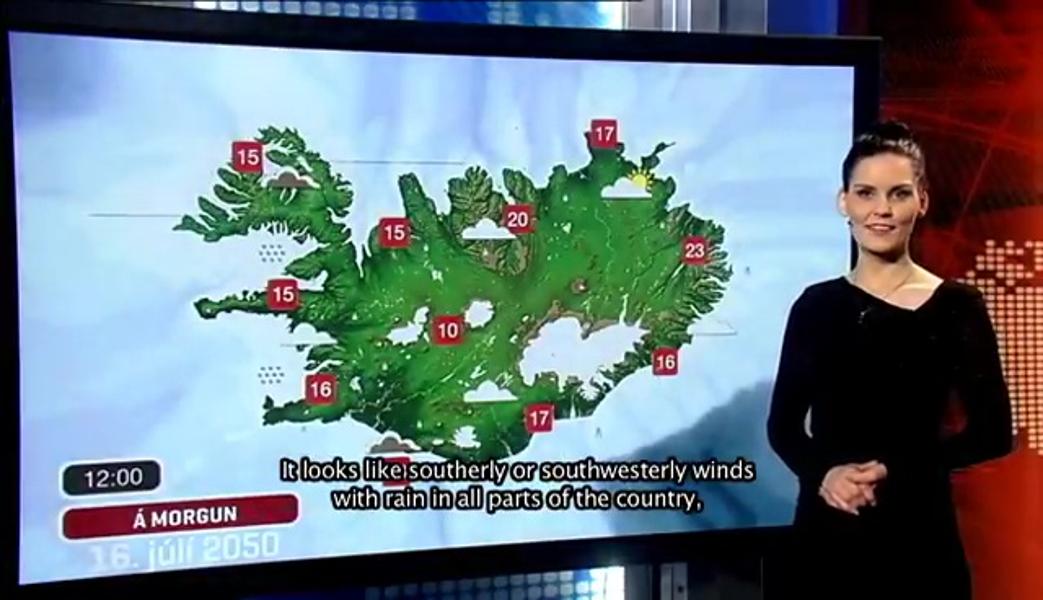 17
15
20
15
23
15
10
16
16
17
12:00
Á MORGUN
16. júlí 2050
It looks like southerly or southwesterly winds
with rain in all parts of the country,